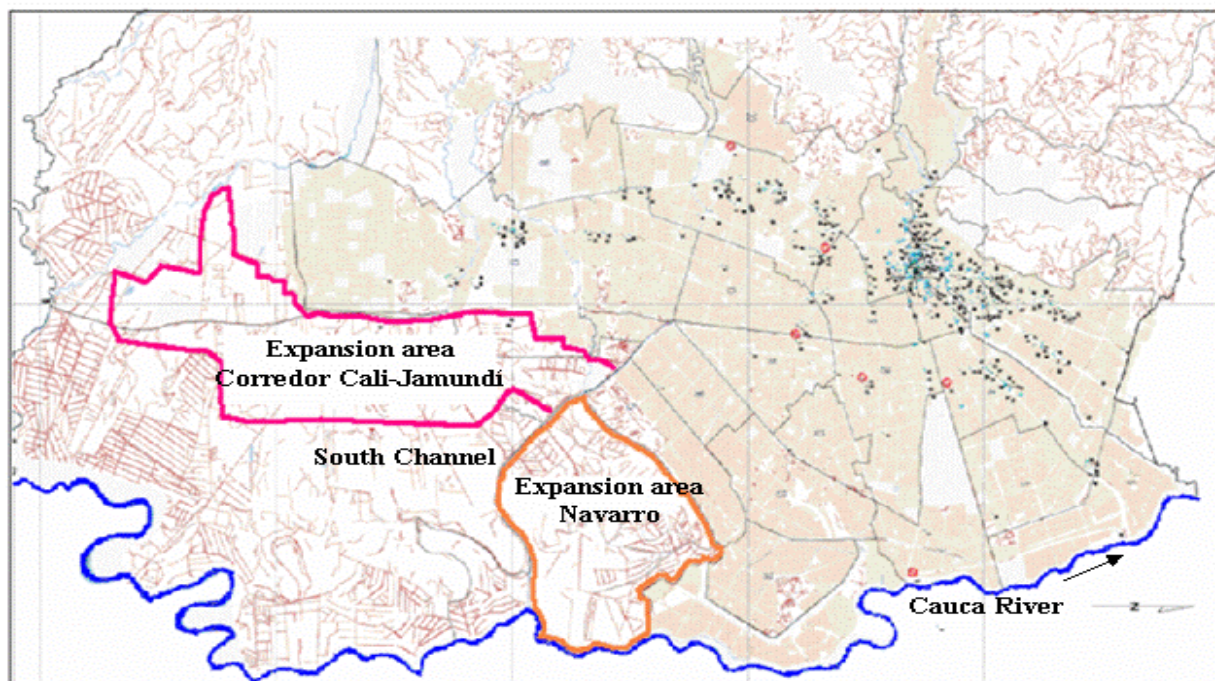 Expansion area
Corredor Cali-Jamundí
South Channel
Expansion area
Navarro
Cauca River
Z